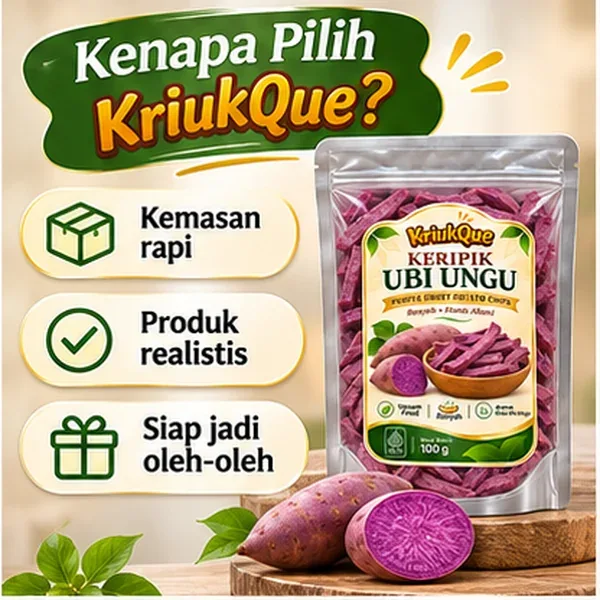 Kenapa Pilih
KriukQue?
Kemasan
rapi
Produk
realistis
Siap jadi
oleh-oleh
KriukQue
KERIPIK
UBI UNGU
100 g